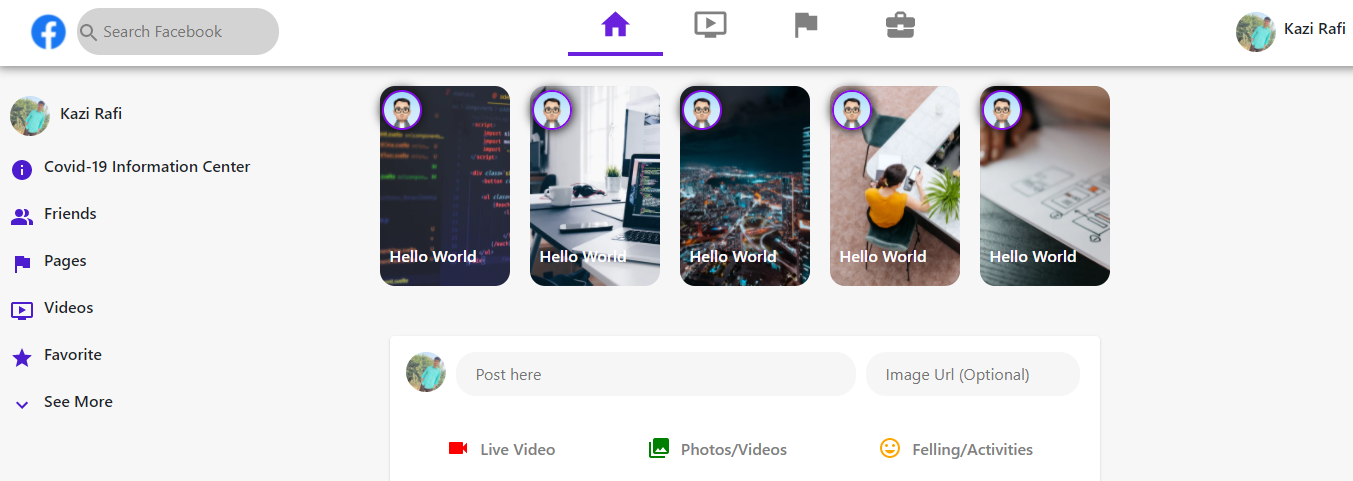 Search Facebook
Kazi Rafi
Kazi Rafi
Covid-19 Information Center
Friends
Pages
Videos
Favorite
See More
Hello World
Hello World
Hello World
Hello World
Hello World
Post here
Image Url (Optional)
Live Video
Photos/Videos
Felling/Activities